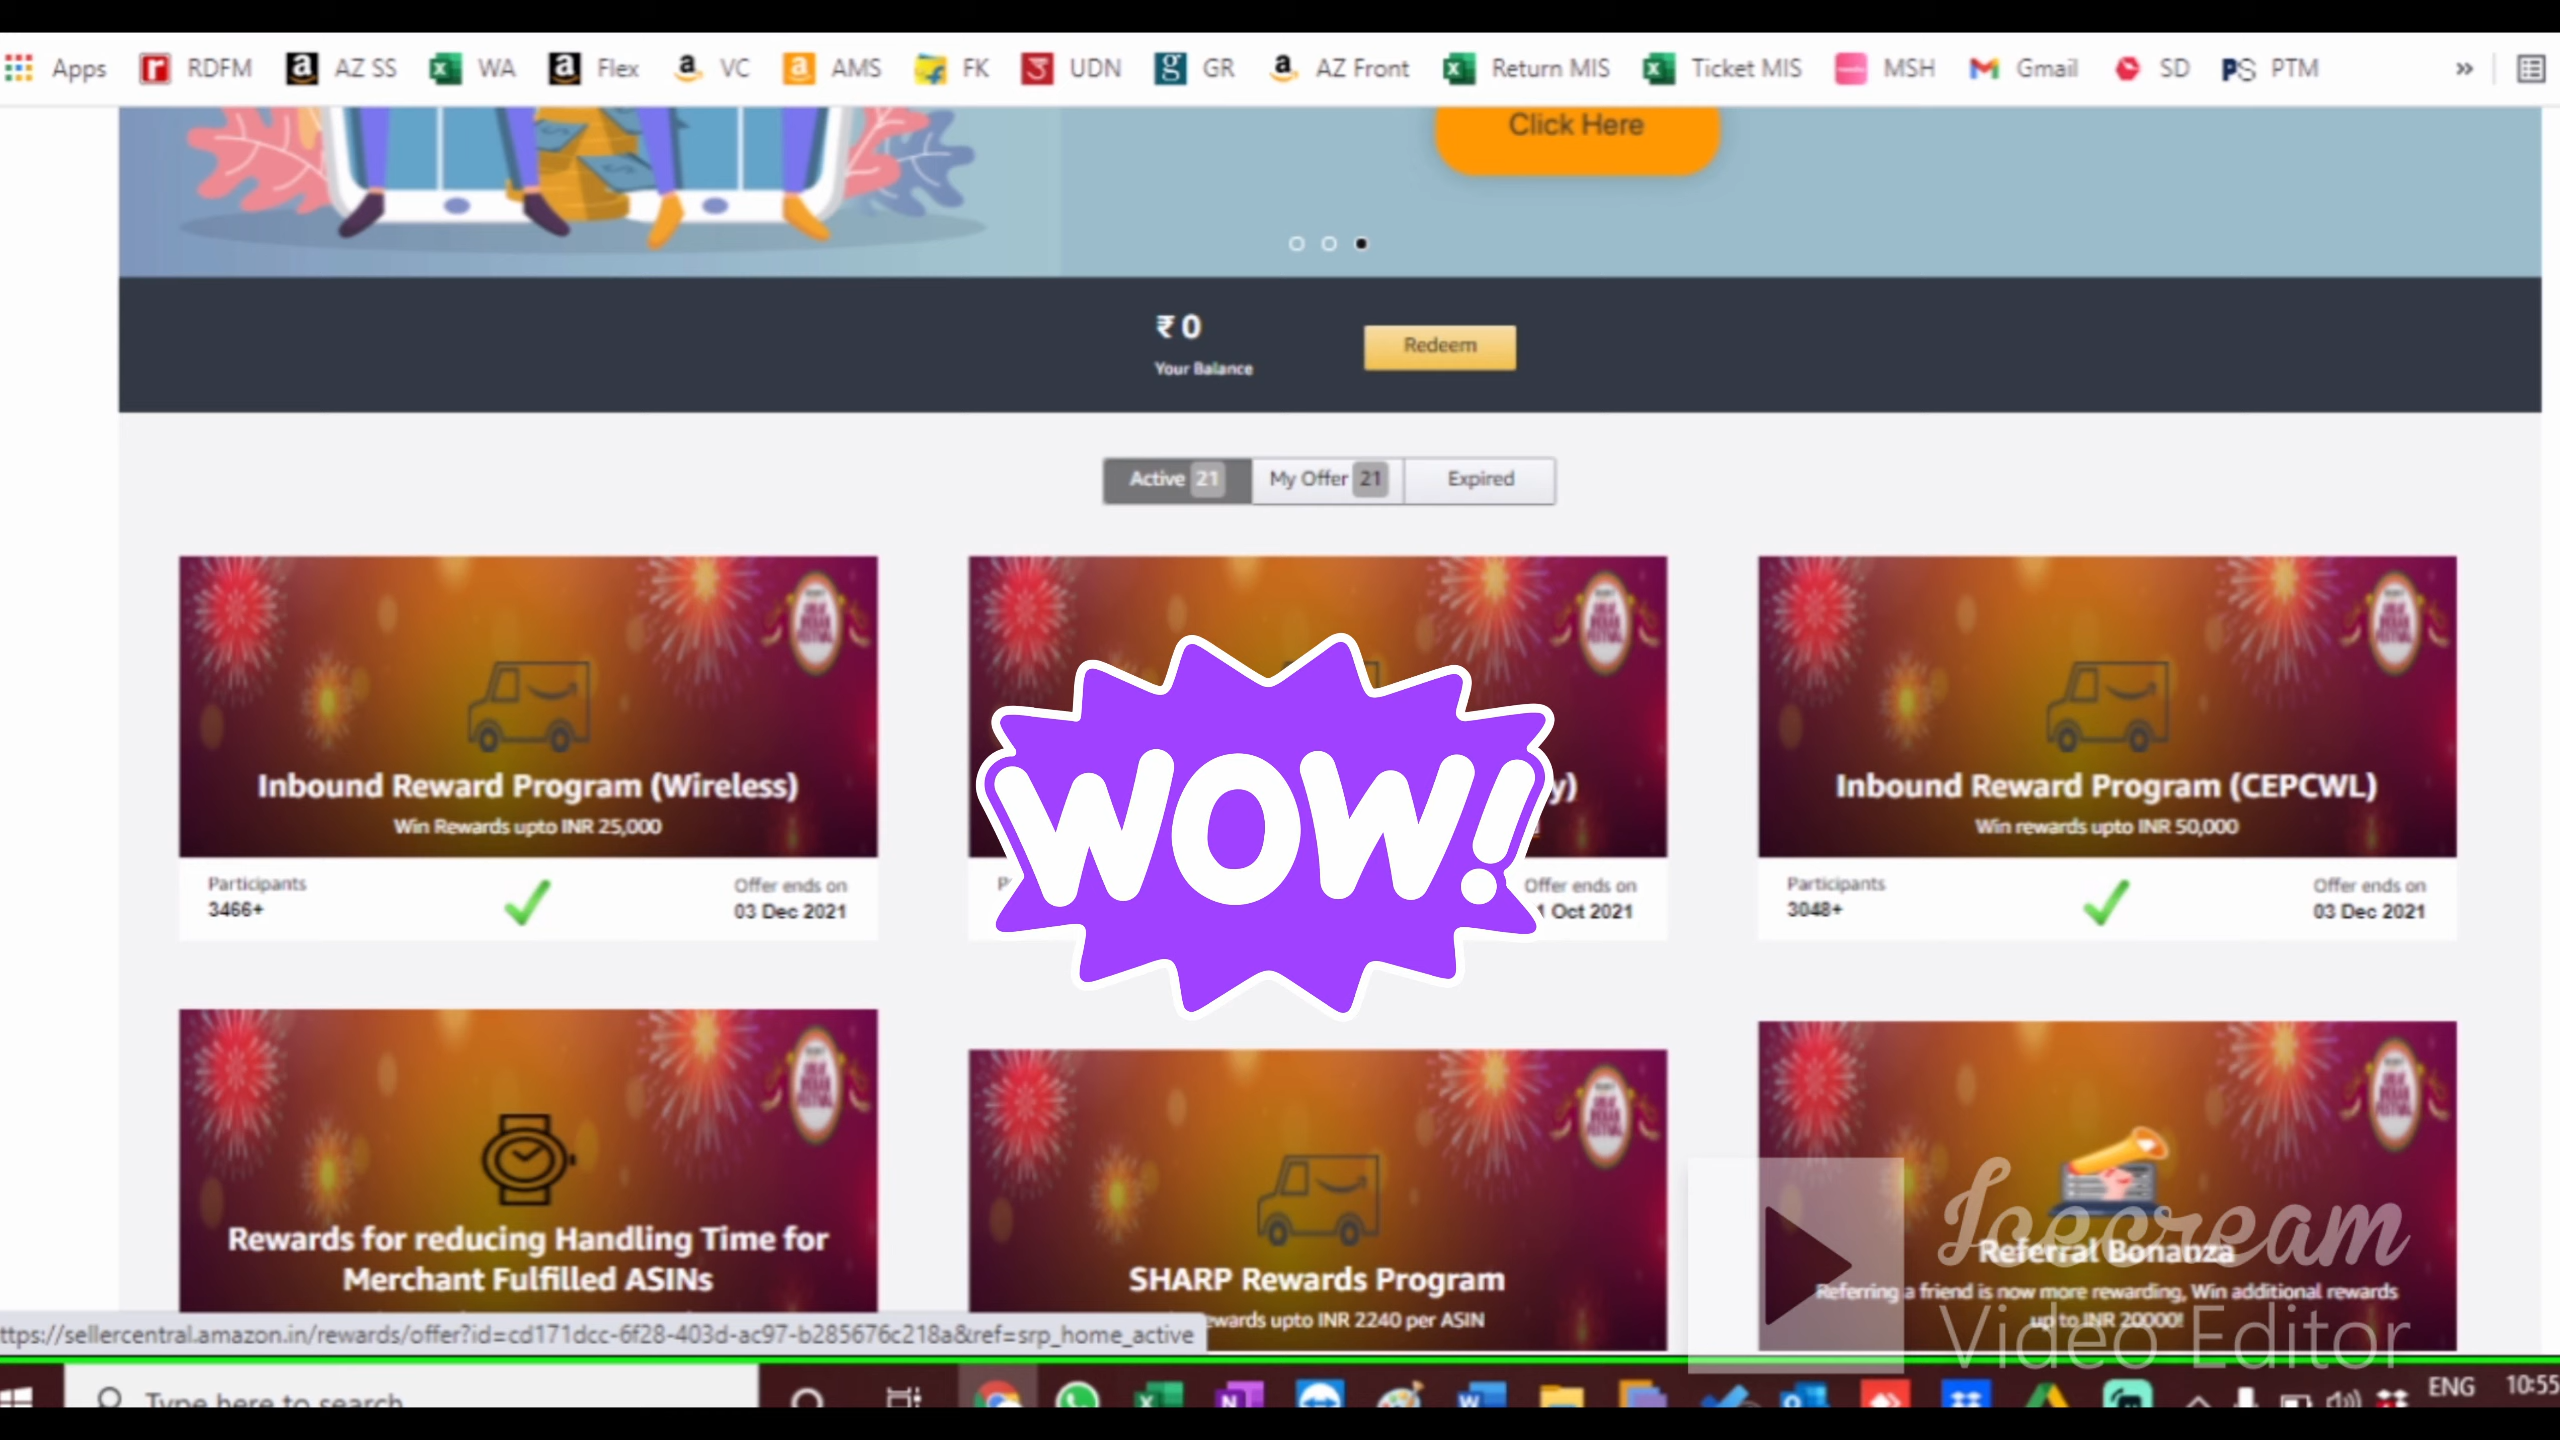 Apps RDFM AZ SS WA Flex VC AMS FK UDN GR AZ Front Return MIS Ticket MIS MSH Gmail SD PTM »
Click Here
₹ 0
Your Balance
Redeem
Active 21 My Offer 21 Expired
Inbound Reward Program (Wireless)
Win Rewards upto INR 25,000
Participants
3466+
Offer ends on
03 Dec 2021
WOW!
y)
Offer ends on
1 Oct 2021
Inbound Reward Program (CEPCWL)
Win rewards upto INR 50,000
Participants
3048+
Offer ends on
03 Dec 2021
Rewards for reducing Handling Time for
Merchant Fulfilled ASINs
SHARP Rewards Program
ewards upto INR 2240 per ASIN
Referral Bonanza
Referring a friend is now more rewarding, Win additional rewards
up to INR 20000!
Icecream
Video Editor
ttps://sellercentral.amazon.in/rewards/offer?id=cd171dcc-6f28-403d-ac97-b285676c218a&ref=srp_home_active
Type here to search
ENG 10:55